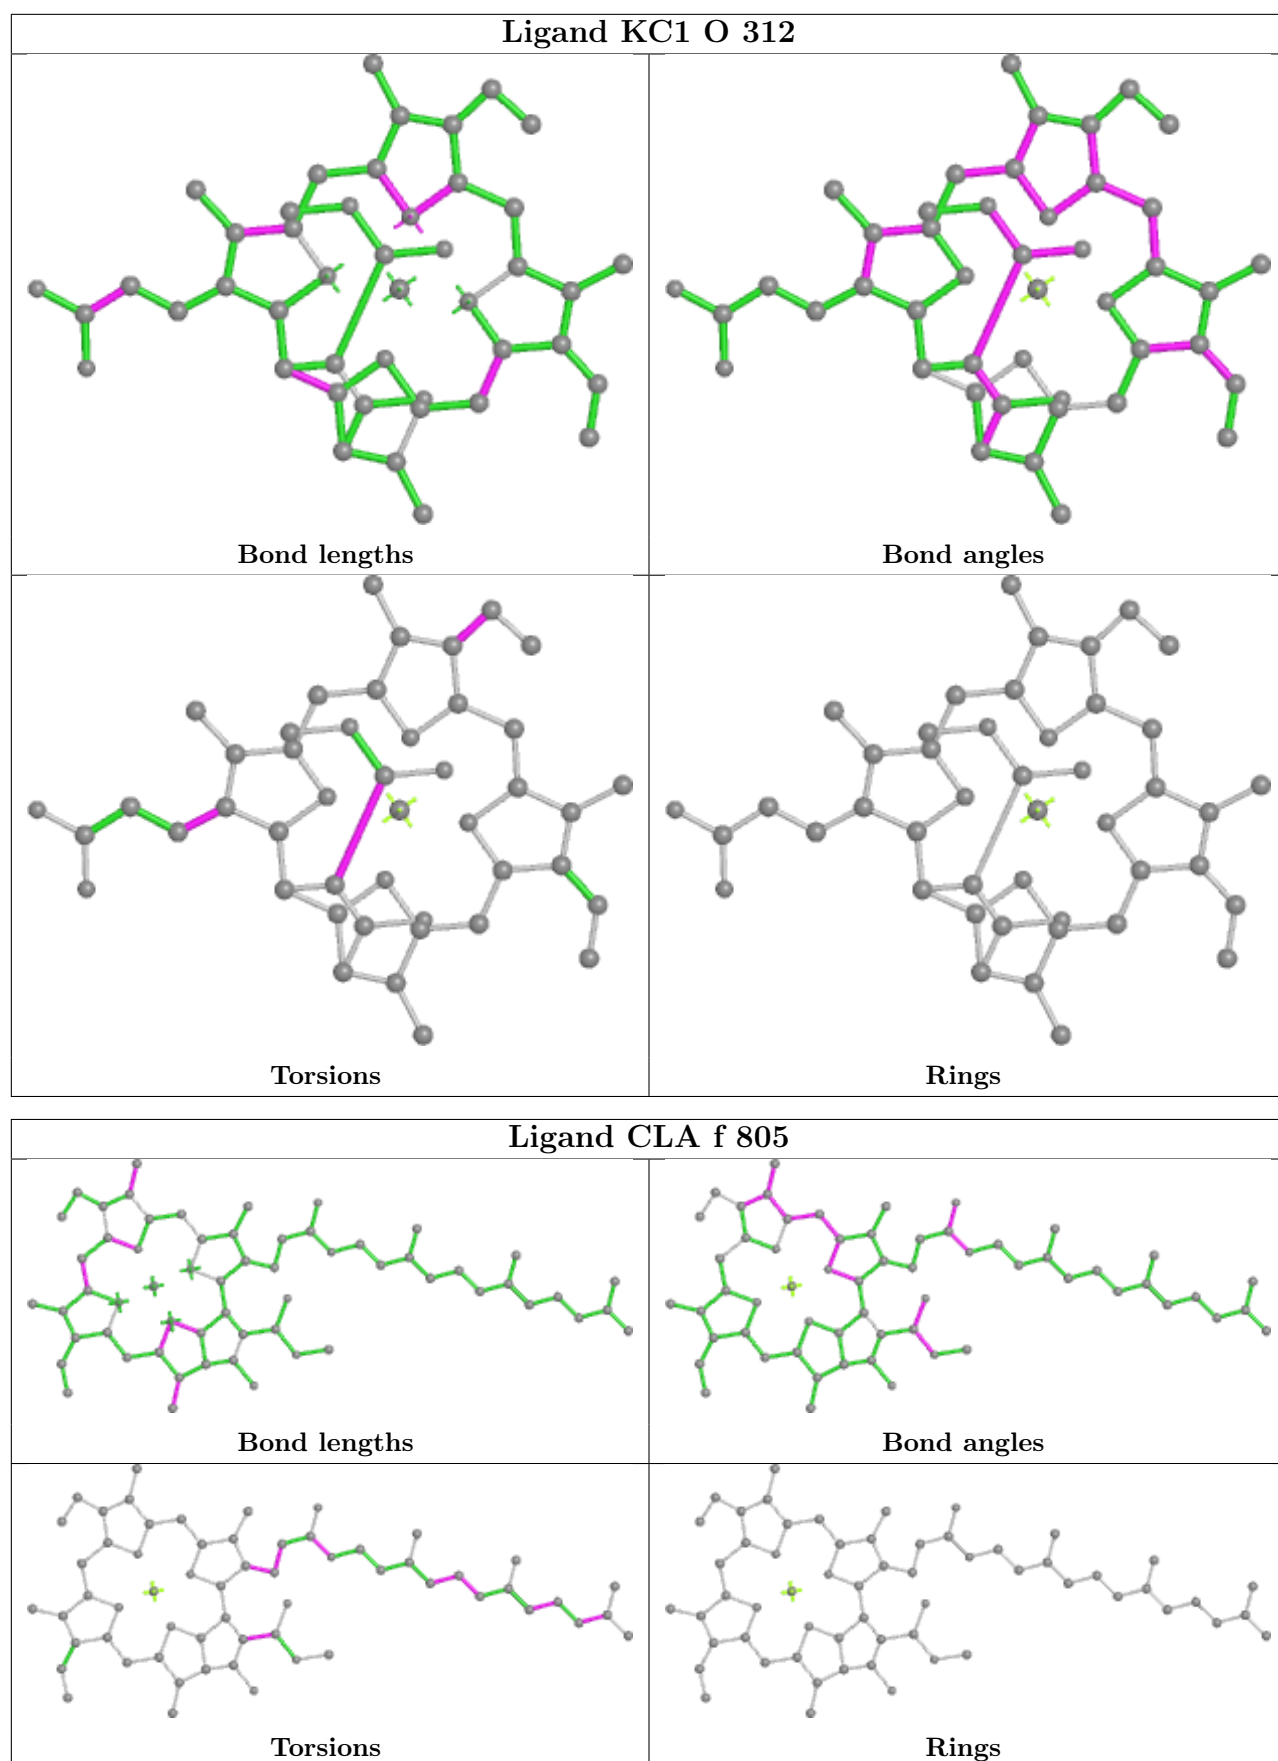 Ligand KC1 O 312
Bond lengths
Bond angles
Torsions
Rings
Ligand CLA f 805
Bond lengths
Bond angles
Torsions
Rings